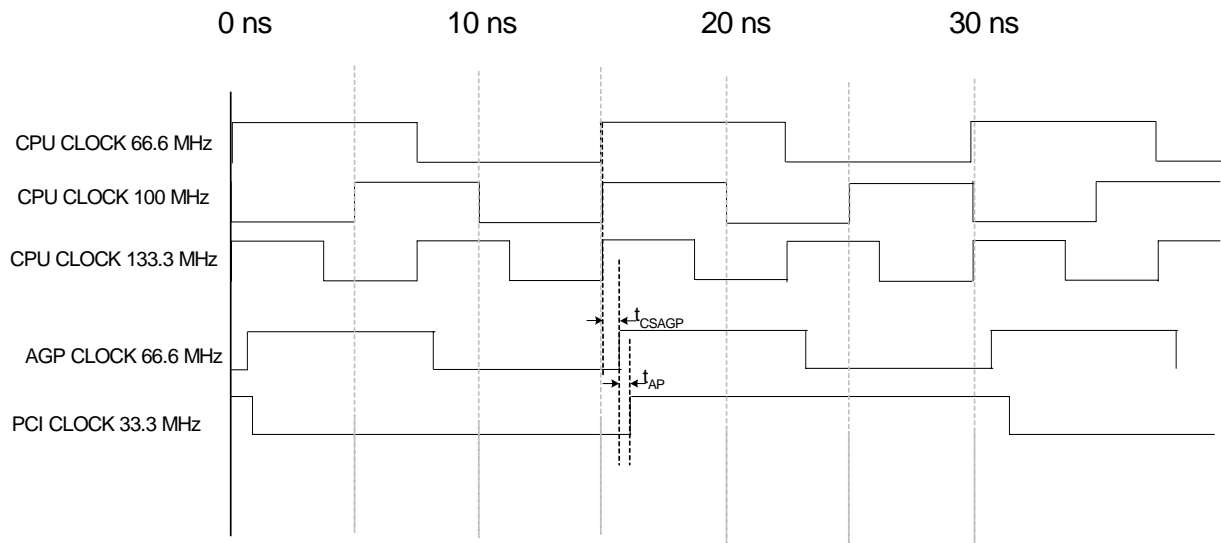 0 ns 10 ns 20 ns 30 ns
CPU CLOCK 66.6 MHz
CPU CLOCK 100 MHz
CPU CLOCK 133.3 MHz
tCSAGP
AGP CLOCK 66.6 MHz
tAP
PCI CLOCK 33.3 MHz